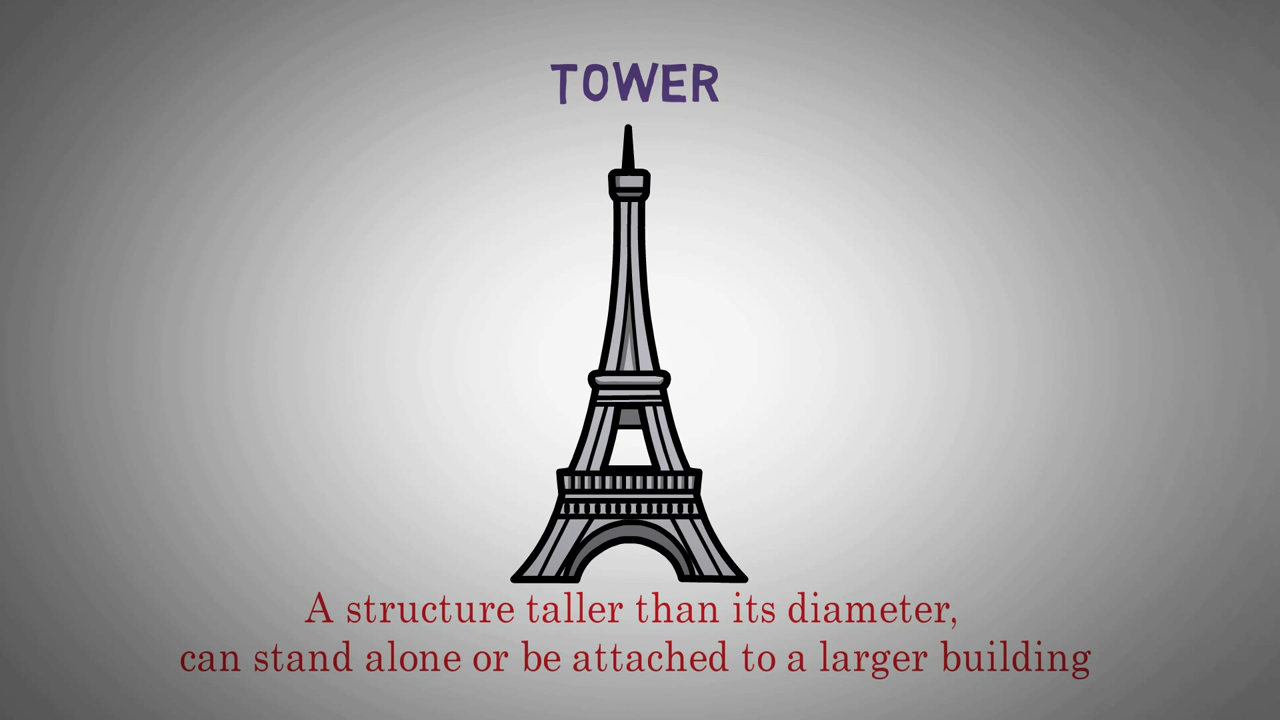 TOWER
A structure taller than its diameter,
can stand alone or be attached to a larger building